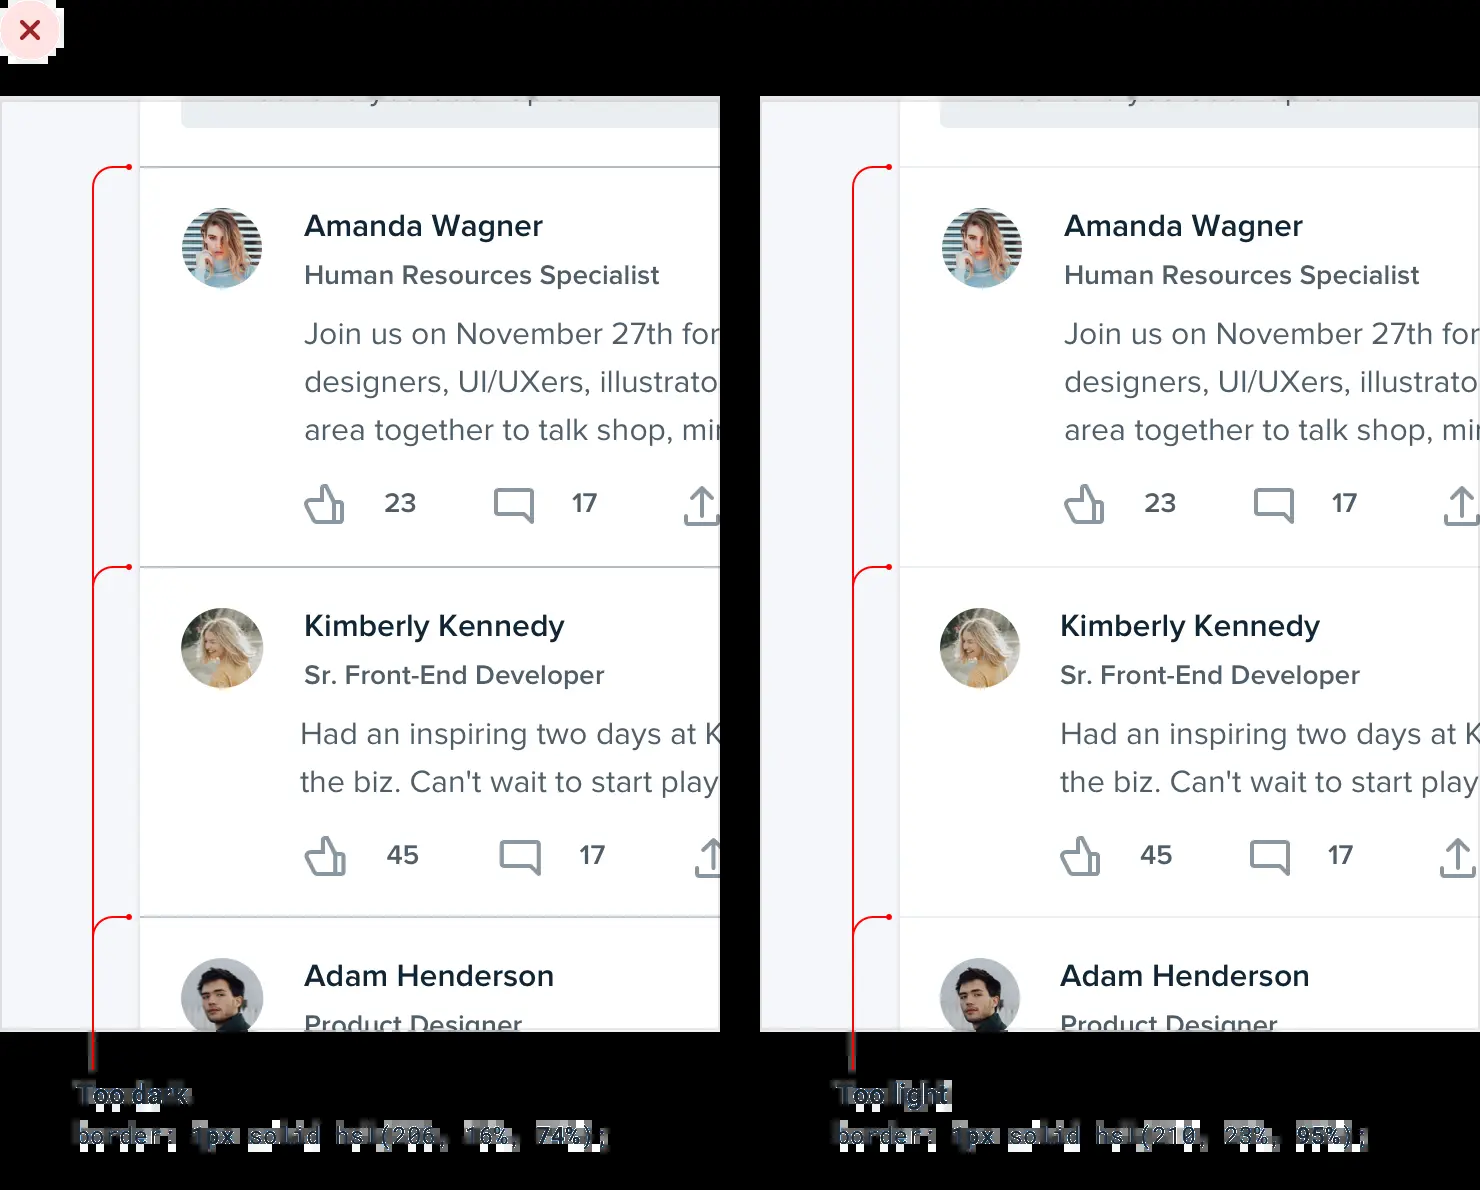 Amanda Wagner
Human Resources Specialist
Join us on November 27th for
designers, UI/UXers, illustrato
area together to talk shop, mi
23 17
Kimberly Kennedy
Sr. Front-End Developer
Had an inspiring two days at K
the biz. Can't wait to start play
45 17
Adam Henderson
Product Designer
Too dark
border: 1px solid hsl(206, 16%, 74%);
Amanda Wagner
Human Resources Specialist
Join us on November 27th for
designers, UI/UXers, illustrato
area together to talk shop, mi
23 17
Kimberly Kennedy
Sr. Front-End Developer
Had an inspiring two days at K
the biz. Can't wait to start play
45 17
Adam Henderson
Product Designer
Too light
border: 1px solid hsl(210, 23%, 95%);